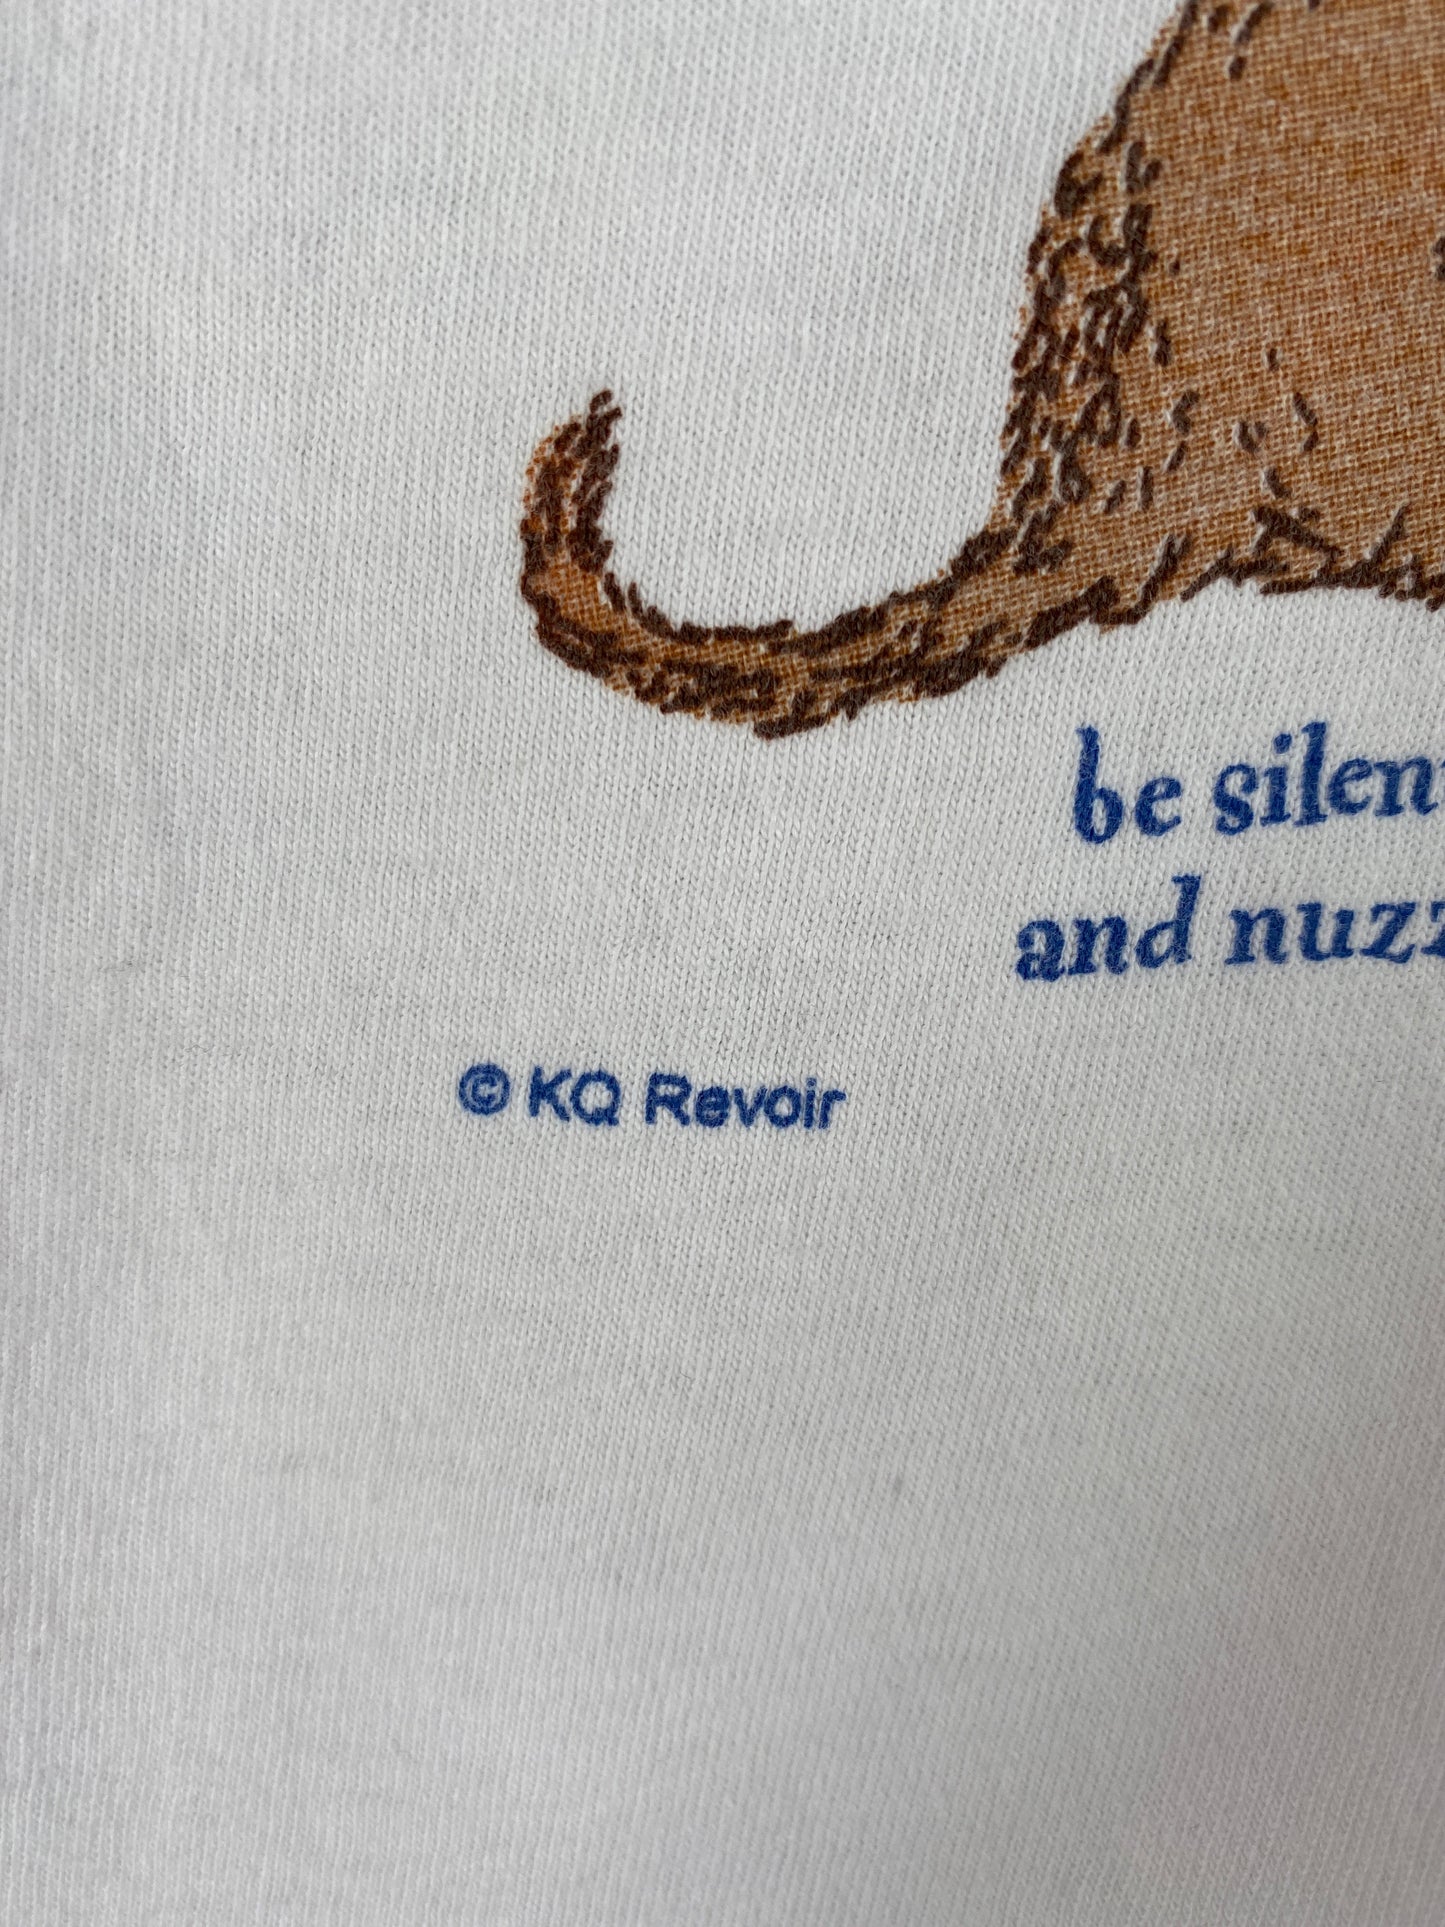 be silen
and nuzz
© KQ Revoir